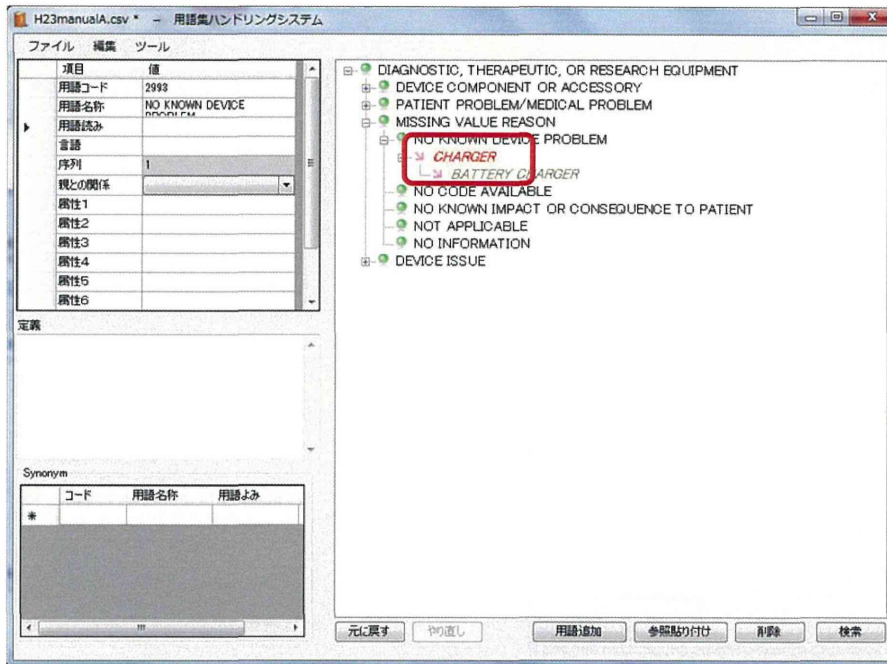 H23manualA.csv * – 用語集ハンドリングシステム
ファイル 編集 ツール
項目 値
用語コード 2993
用語名称 NO KNOWN DEVICE PROBLEM
用語読み
言語
序列 1
親との関係
属性1
属性2
属性3
属性4
属性5
属性6
定義
Synonym
コード 用語名称 用語よみ
*
DIAGNOSTIC, THERAPEUTIC, OR RESEARCH EQUIPMENT
DEVICE COMPONENT OR ACCESSORY
PATIENT PROBLEM/MEDICAL PROBLEM
MISSING VALUE REASON
NO KNOWN DEVICE PROBLEM
CHARGER
BATTERY CHARGER
NO CODE AVAILABLE
NO KNOWN IMPACT OR CONSEQUENCE TO PATIENT
NOT APPLICABLE
NO INFORMATION
DEVICE ISSUE
元に戻す やり直し 用語追加 参照貼り付け 削除 検索